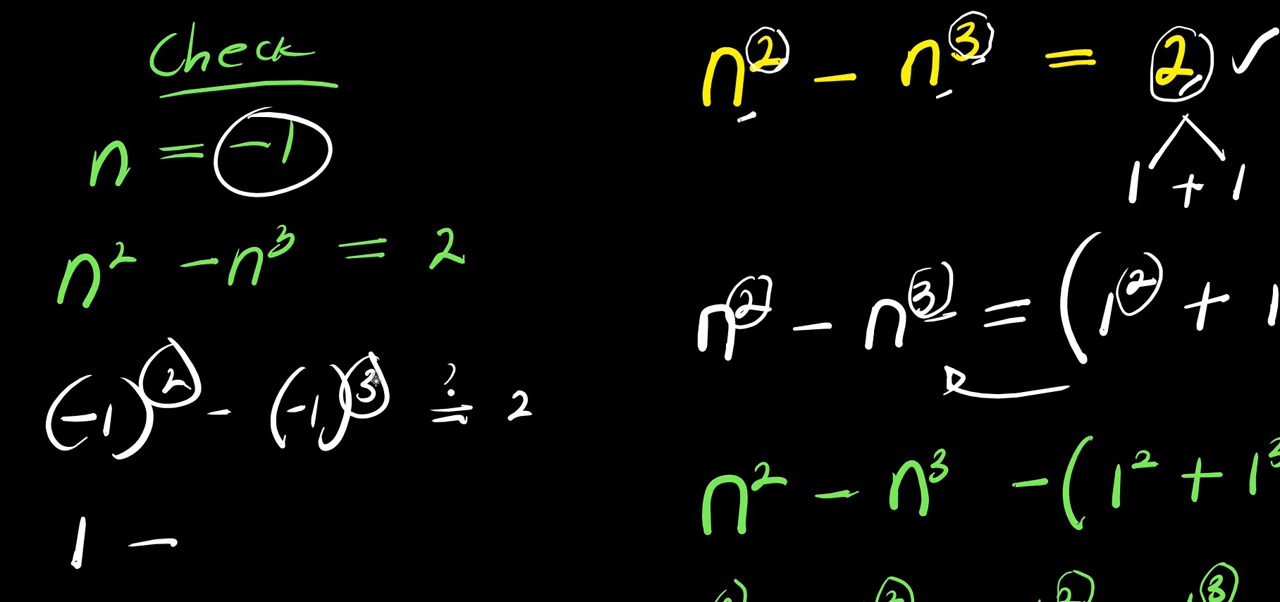 Check
n = -1
n² - n³ = 2
(-1)² - (-1)³ ≟ 2
1 -
n² - n³ = 2 ✓
1 + 1
n² - n³ = (1² + 1
n² - n³ - (1² + 1³